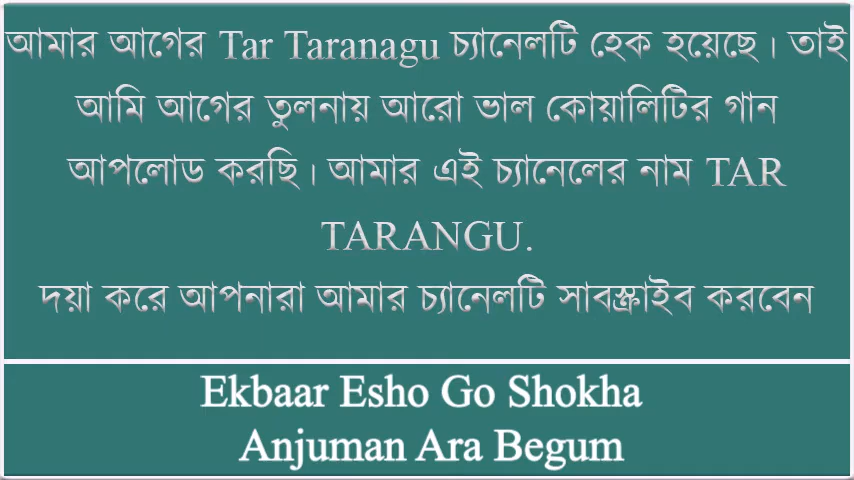 আমার আগের Tar Taranagu চ্যানেলটি হেক হয়েছে। তাই
আমি আগের তুলনায় আরো ভাল কোয়ালিটির গান
আপলোড করছি। আমার এই চ্যানেলের নাম TAR
TARANGU.
দয়া করে আপনারা আমার চ্যানেলটি সাবস্ক্রাইব করবেন
Ekbaar Esho Go Shokha
Anjuman Ara Begum